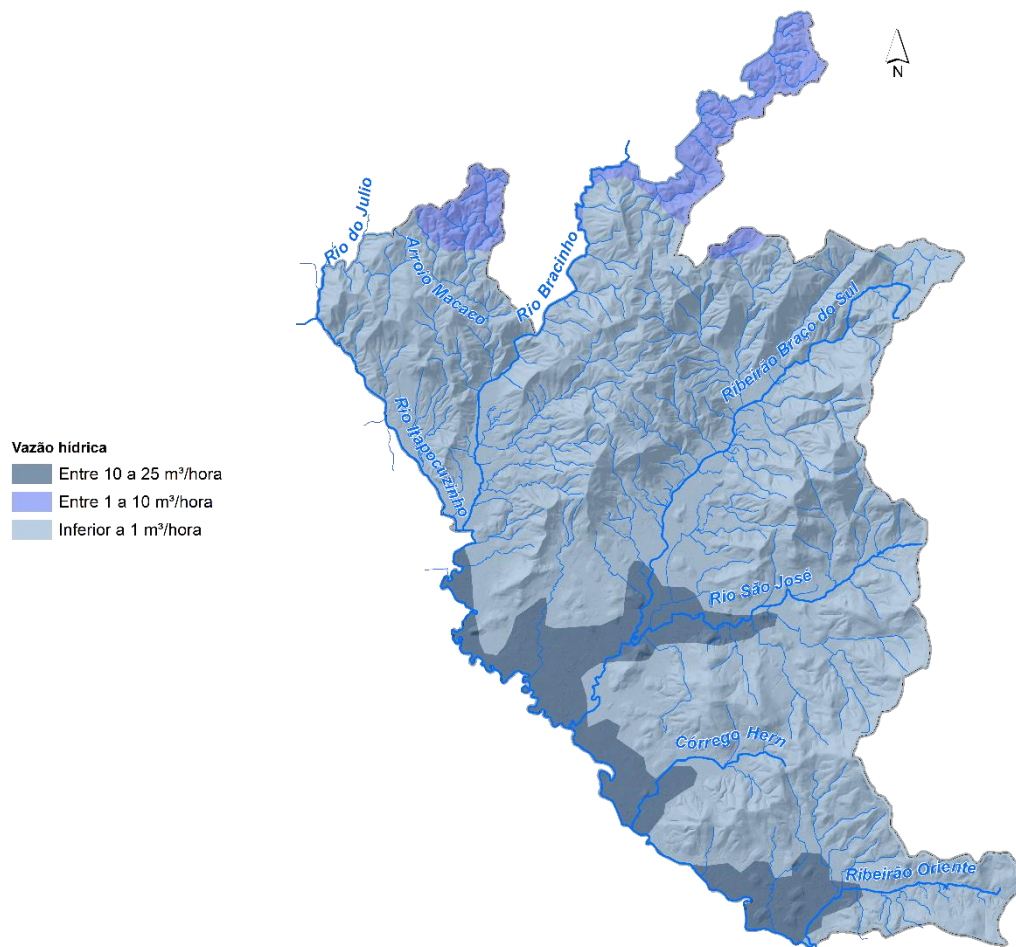 N
Rio do Julio
Arroio Macaco
Rio Bracinho
Ribeirão Braço do Sul
Rio Itapocuzinho
Vazão hídrica
Entre 10 a 25 m³/hora
Entre 1 a 10 m³/hora
Inferior a 1 m³/hora
Rio São José
Córrego Hern
Ribeirão Oriente